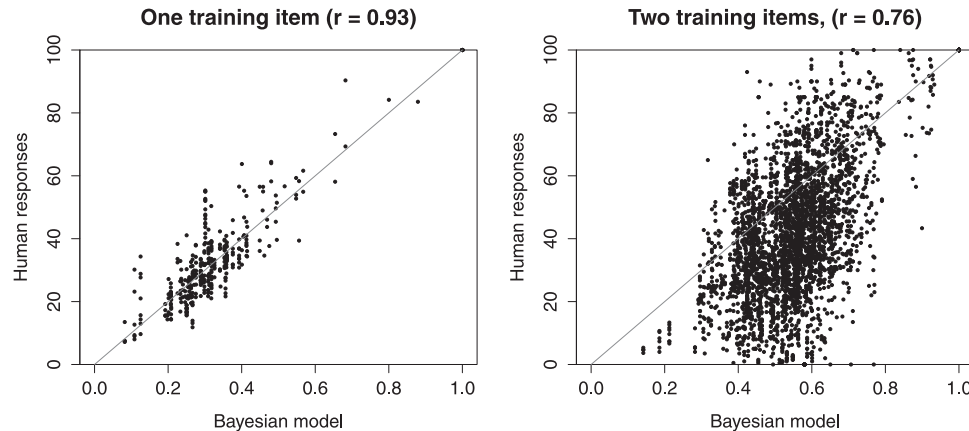 One training item (r = 0.93)
Human responses
100
80
60
40
20
0
0.0 0.2 0.4 0.6 0.8 1.0
Bayesian model
Two training items, (r = 0.76)
Human responses
100
80
60
40
20
0
0.0 0.2 0.4 0.6 0.8 1.0
Bayesian model